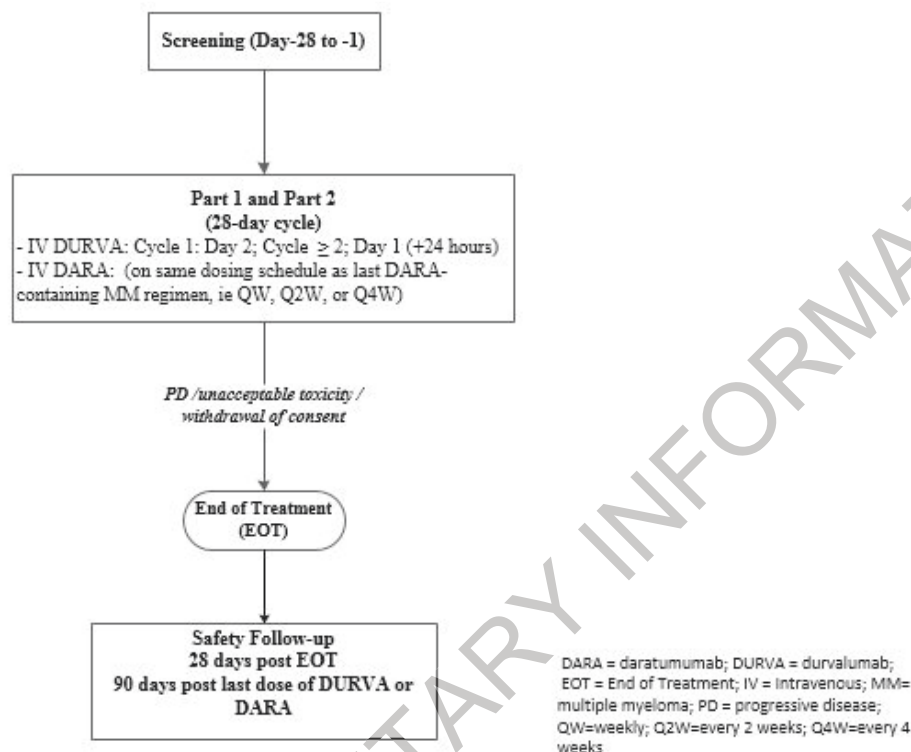 Screening (Day-28 to -1)
Part 1 and Part 2
(28-day cycle)
- IV DURVA: Cycle 1: Day 2; Cycle ≥ 2; Day 1 (+24 hours)
- IV DARA: (on same dosing schedule as last DARA-
containing MM regimen, ie QW, Q2W, or Q4W)
PD /unacceptable toxicity /
withdrawal of consent
End of Treatment
(EOT)
Safety Follow-up
28 days post EOT
90 days post last dose of DURVA or
DARA
DARA = daratumumab; DURVA = durvalumab;
EOT = End of Treatment; IV = Intravenous; MM=
multiple myeloma; PD = progressive disease;
QW=weekly; Q2W=every 2 weeks; Q4W=every 4
weeks